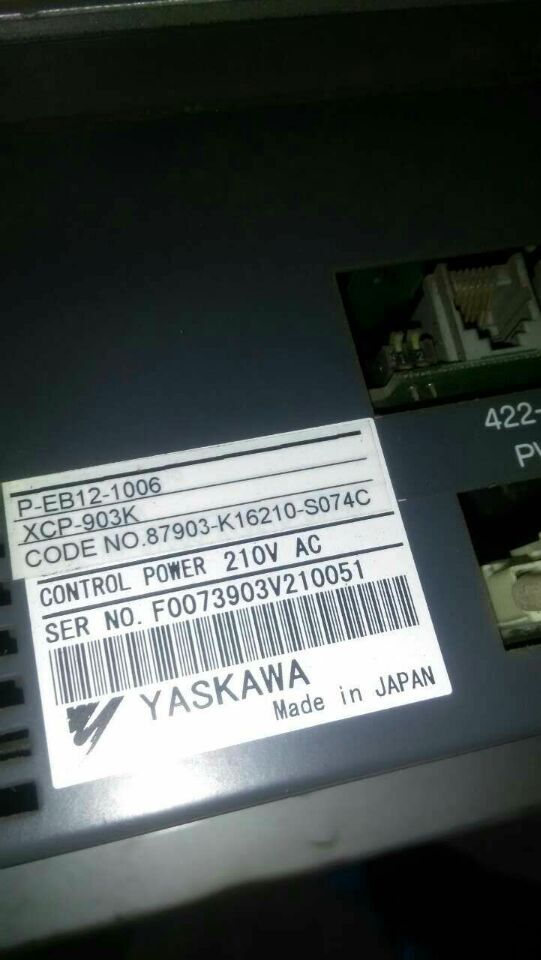 422-
P-EB12-1006
XCP-903K
CODE NO.87903-K16210-S074C
CONTROL POWER 210V AC
SER NO. F0073903V210051
YASKAWA
Made in JAPAN